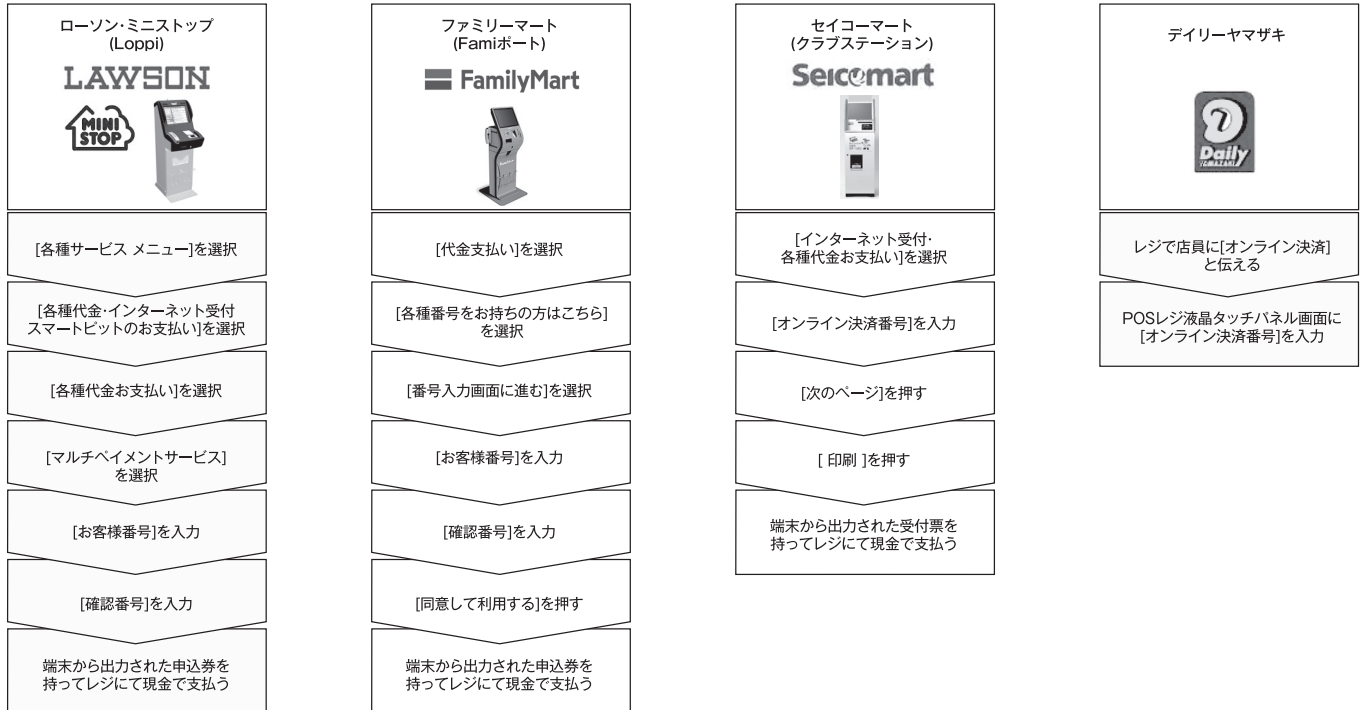 ローソン・ミニストップ
(Loppi)
LAWSON
MINI
STOP
[各種サービス メニュー]を選択
[各種代金・インターネット受付
スマートピットのお支払い]を選択
[各種代金お支払い]を選択
[マルチペイメントサービス]
を選択
[お客様番号]を入力
[確認番号]を入力
端末から出力された申込券を
持ってレジにて現金で支払う
ファミリーマート
(Famiポート)
FamilyMart
[代金支払い]を選択
[各種番号をお持ちの方はこちら]
を選択
[番号入力画面に進む]を選択
[お客様番号]を入力
[確認番号]を入力
[同意して利用する]を押す
端末から出力された申込券を
持ってレジにて現金で支払う
セイコーマート
(クラブステーション)
Seicomart
[インターネット受付・
各種代金お支払い]を選択
[オンライン決済番号]を入力
[次のページ]を押す
[ 印刷 ]を押す
端末から出力された受付票を
持ってレジにて現金で支払う
デイリーヤマザキ
D
Daily
YAMAZAKI
レジで店員に[オンライン決済]
と伝える
POSレジ液晶タッチパネル画面に
[オンライン決済番号]を入力